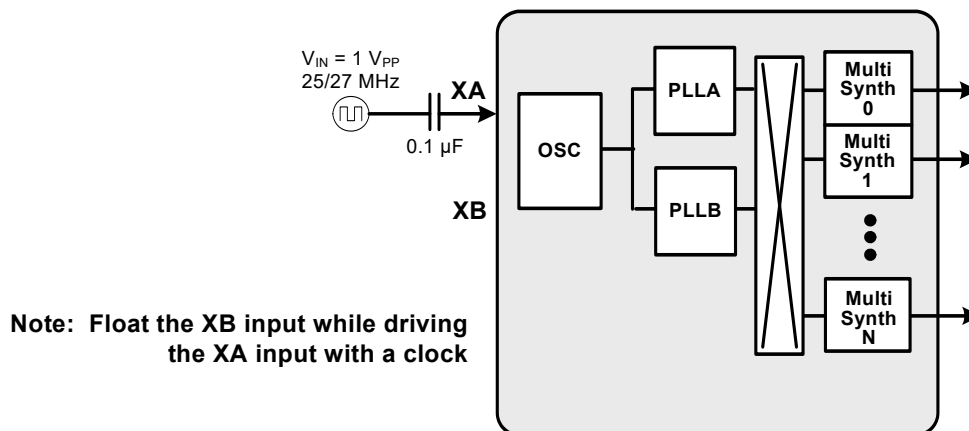 V_IN = 1 V_PP
25/27 MHz
XA
0.1 µF
XB
OSC
PLLA
PLLB
Multi
Synth
0
Multi
Synth
1
Multi
Synth
N
Note: Float the XB input while driving
the XA input with a clock